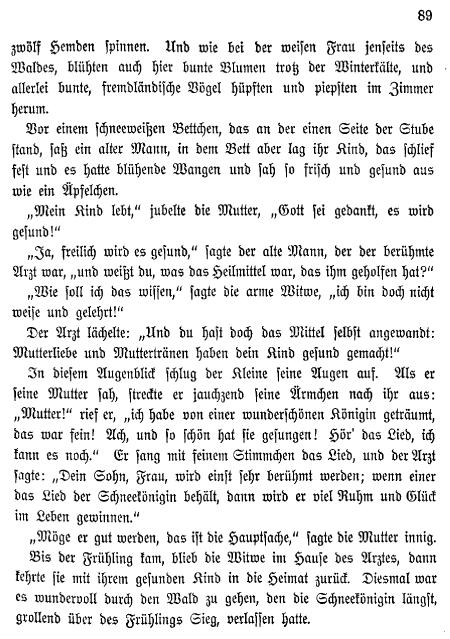 89
zwölf Hemden spinnen. Und wie bei der weisen Frau jenseits des
Waldes, blühten auch hier bunte Blumen trotz der Winterkälte, und
allerlei bunte, fremdländische Vögel hüpften und piepsten im Zimmer
herum.
Vor einem schneeweißen Bettchen, das an der einen Seite der Stube
stand, saß ein alter Mann, in dem Bett aber lag ihr Kind, das schlief
fest und es hatte blühende Wangen und sah so frisch und gesund aus
wie ein Äpfelchen.
„Mein Kind lebt,“ jubelte die Mutter, „Gott sei gedankt, es wird
gesund!“
„Ja, freilich wird es gesund,“ sagte der alte Mann, der der berühmte
Arzt war, „und weißt du, was das Heilmittel war, das ihm geholfen hat?“
„Wie soll ich das wissen,“ sagte die arme Witwe, „ich bin doch nicht
weise und gelehrt!“
Der Arzt lächelte: „Und du hast doch das Mittel selbst angewandt:
Mutterliebe und Muttertränen haben dein Kind gesund gemacht!“
In diesem Augenblick schlug der Kleine seine Augen auf. Als er
seine Mutter sah, streckte er jauchzend seine Ärmchen nach ihr aus:
„Mutter!“ rief er, „ich habe von einer wunderschönen Königin geträumt,
das war fein! Ach, und so schön hat sie gesungen! Hör' das Lied, ich
kann es noch.“ Er sang mit feinem Stimmchen das Lied, und der Arzt
sagte: „Dein Sohn, Frau, wird einst sehr berühmt werden; wenn einer
das Lied der Schneekönigin behält, dann wird er viel Ruhm und Glück
im Leben gewinnen.“
„Möge er gut werden, das ist die Hauptsache,“ sagte die Mutter innig.
Bis der Frühling kam, blieb die Witwe im Hause des Arztes, dann
kehrte sie mit ihrem gesunden Kind in die Heimat zurück. Diesmal war
es wundervoll durch den Wald zu gehen, den die Schneekönigin längst,
grollend über des Frühlings Sieg, verlassen hatte.